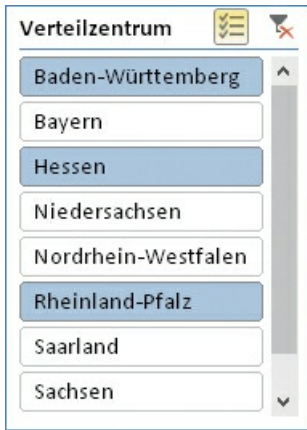 Verteilzentrum
Baden-Württemberg
Bayern
Hessen
Niedersachsen
Nordrhein-Westfalen
Rheinland-Pfalz
Saarland
Sachsen